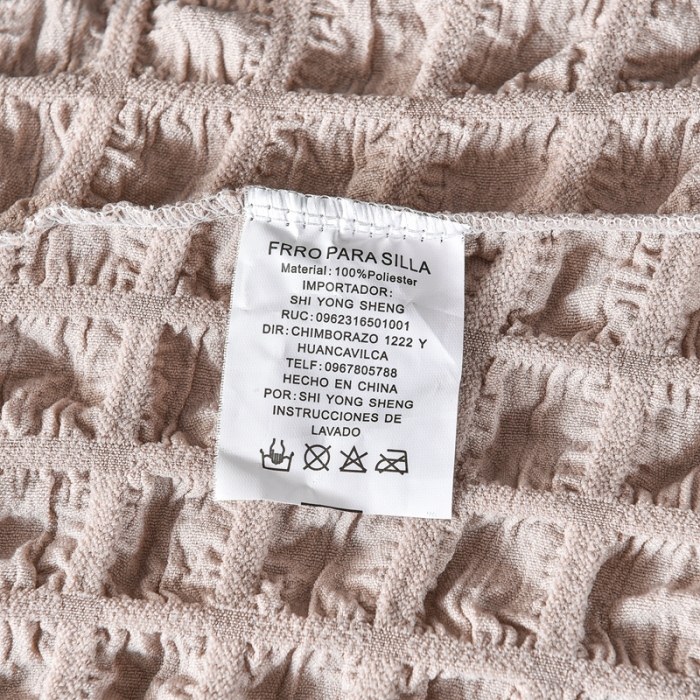 FRRO PARA SILLA
Material: 100%Poliester
IMPORTADOR:
SHI YONG SHENG
RUC: 0962316501001
DIR: CHIMBORAZO 1222 Y
HUANCAVILCA
TELF: 0967805788
HECHO EN CHINA
POR: SHI YONG SHENG
INSTRUCCIONES DE
LAVADO